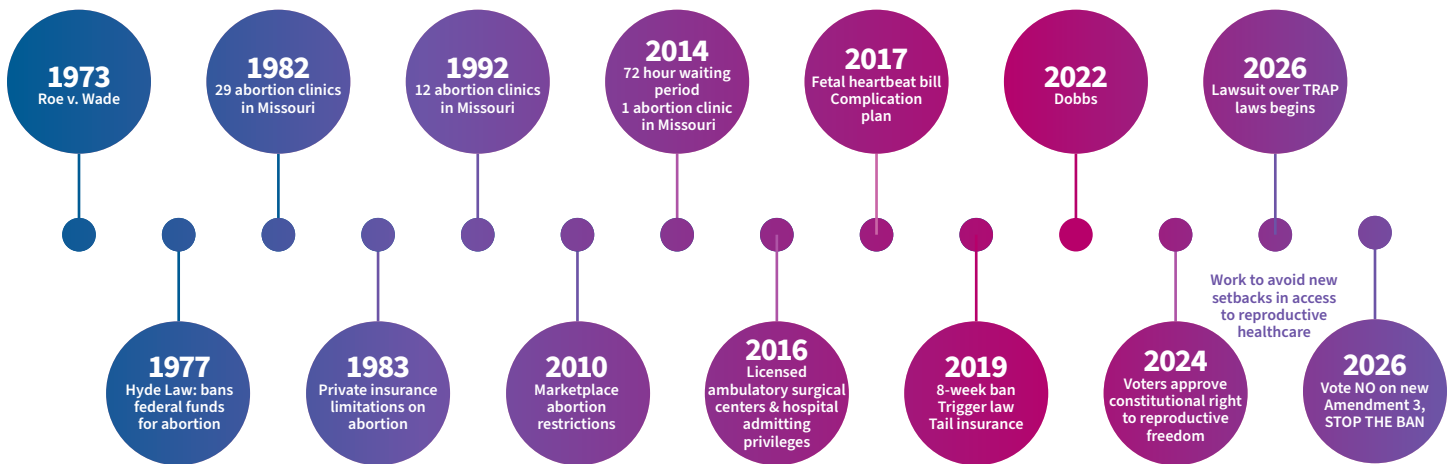 1973
Roe v. Wade
1977
Hyde Law: bans
federal funds
for abortion
1982
29 abortion clinics
in Missouri
1983
Private insurance
limitations on
abortion
1992
12 abortion clinics
in Missouri
2010
Marketplace
abortion
restrictions
2014
72 hour waiting
period
1 abortion clinic
in Missouri
2016
Licensed
ambulatory surgical
centers & hospital
admitting
privileges
2017
Fetal heartbeat bill
Complication
plan
2019
8-week ban
Trigger law
Tail insurance
2022
Dobbs
2024
Voters approve
constitutional right
to reproductive
freedom
2026
Lawsuit over TRAP
laws begins
Work to avoid new
setbacks in access
to reproductive
healthcare
2026
Vote NO on new
Amendment 3,
STOP THE BAN